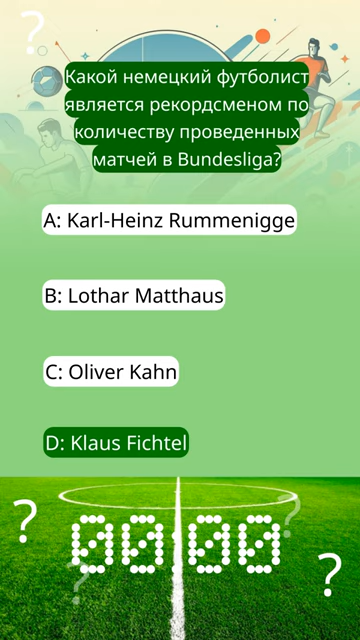 ?
Какой немецкий футболист
является рекордсменом по
количеству проведенных
матчей в Bundesliga?
A: Karl-Heinz Rummenigge
B: Lothar Matthaus
C: Oliver Kahn
D: Klaus Fichtel
? ?
00:00
? ?